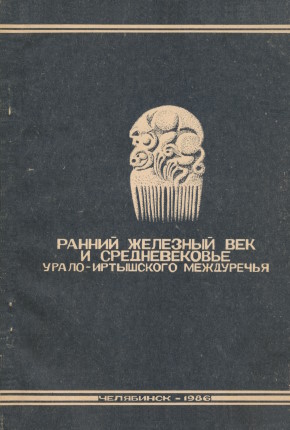 РАННИЙ ЖЕЛЕЗНЫЙ ВЕК
И СРЕДНЕВЕКОВЬЕ
УРАЛО-ИРТЫШСКОГО МЕЖДУРЕЧЬЯ
ЧЕЛЯБИНСК - 1986